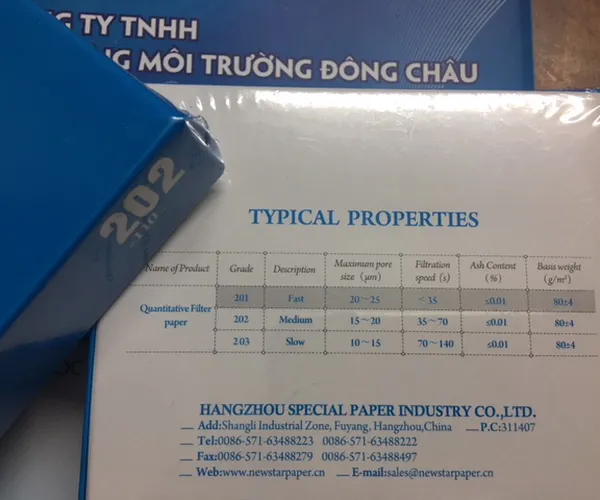 TY TNHH
MÔI TRƯỜNG ĐÔNG CHÂU
202
TYPICAL PROPERTIES
Name of Product Grade Description Maximum pore size (μm) Filtration speed (s) Ash Content (%) Basis weight (g/m²)
Quantitative Filter paper
201 Fast 20~25 < 35 ≤0.01 80±4
202 Medium 15~20 35~70 ≤0.01 80±4
203 Slow 10~15 70~140 ≤0.01 80±4
HANGZHOU SPECIAL PAPER INDUSTRY CO.,LTD.
Add:Shangli Industrial Zone, Fuyang, Hangzhou,China P.C:311407
Tel:0086-571-63488223 0086-571-63488222
Fax:0086-571-63488279 0086-571-63488497
Web:www.newstarpaper.cn E-mail:sales@newstarpaper.cn